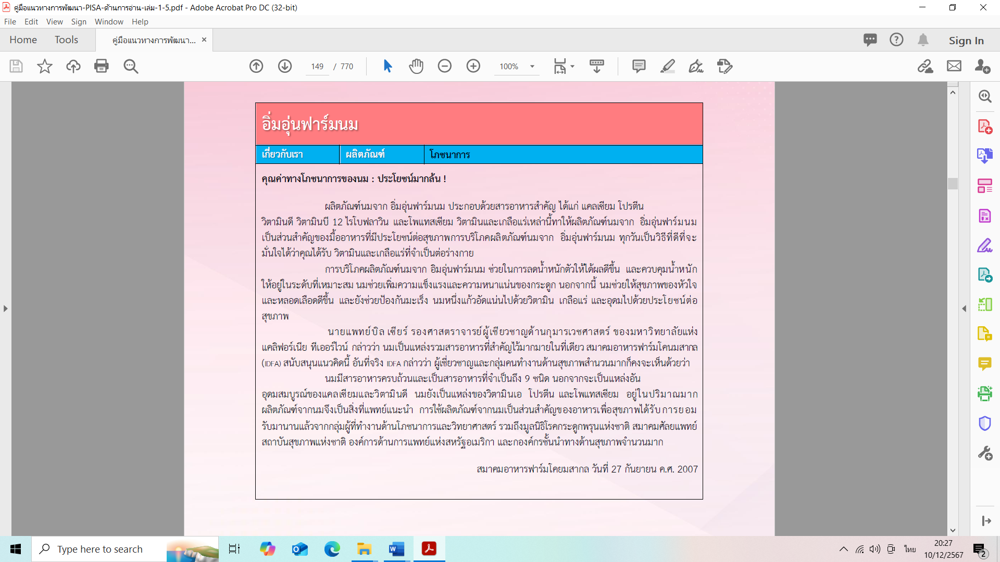 คู่มือแนวทางการพัฒนา-PISA-ด้านการอ่าน-เล่ม-1-5.pdf - Adobe Acrobat Pro DC (32-bit)
File Edit View Sign Window Help
Home Tools คู่มือแนวทางการพัฒนา... × Sign In
149 / 770 100%
อิ่มอุ่นฟาร์มนม
เกี่ยวกับเรา ผลิตภัณฑ์ โภชนาการ
คุณค่าทางโภชนาการของนม : ประโยชน์มากล้น !
ผลิตภัณฑ์นมจาก อิ่มอุ่นฟาร์มนม ประกอบด้วยสารอาหารสำคัญ ได้แก่ แคลเซียม โปรตีน
วิตามินดี วิตามินบี 12 ไรโบฟลาวิน และโพแทสเซียม วิตามินและเกลือแร่เหล่านี้ทาให้ผลิตภัณฑ์นมจาก อิ่มอุ่นฟาร์มนม
เป็นส่วนสำคัญของมื้ออาหารที่มีประโยชน์ต่อสุขภาพการบริโภคผลิตภัณฑ์นมจาก อิ่มอุ่นฟาร์มนม ทุกวันเป็นวิธีที่ดีที่จะ
มั่นใจได้ว่าคุณได้รับ วิตามินและเกลือแร่ที่จำเป็นต่อร่างกาย
การบริโภคผลิตภัณฑ์นมจาก อิมอุ่นฟาร์มนม ช่วยในการลดน้ำหนักตัวให้ได้ผลดีขึ้น และควบคุมน้ำหนัก
ให้อยู่ในระดับที่เหมาะสม นมช่วยเพิ่มความแข็งแรงและความหนาแน่นของกระดูก นอกจากนี้ นมช่วยให้สุขภาพของหัวใจ
และหลอดเลือดดีขึ้น และยังช่วยป้องกันมะเร็ง นมหนึ่งแก้วอัดแน่นไปด้วยวิตามิน เกลือแร่ และอุดมไปด้วยประโยชน์ต่อ
สุขภาพ
นายแพทย์บิล เซียร์ รองศาสตราจารย์ผู้เชียวชาญด้านกุมารเวชศาสตร์ ของมหาวิทยาลัยแห่ง
แคลิฟอร์เนีย ทีเออร์ไวน์ กล่าวว่า นมเป็นแหล่งรวมสารอาหารที่สำคัญไว้มากมายในที่เดียว สมาคมอาหารฟาร์มโคนมสากล
(IDFA) สนับสนุนแนวคิดนี้ อันที่จริง IDFA กล่าวว่า ผู้เชี่ยวชาญและกลุ่มคนทำงานด้านสุขภาพสำนวนมากก็คงจะเห็นด้วยว่า
นมมีสารอาหารครบถ้วนและเป็นสารอาหารที่จำเป็นถึง 9 ชนิด นอกจากจะเป็นแหล่งอัน
อุดมสมบูรณ์ของแคลเซียมและวิตามินดี นมยังเป็นแหล่งของวิตามินเอ โปรตีน และโพแทสเซียม อยู่ในปริมาณมาก
ผลิตภัณฑ์จากนมจึงเป็นสิ่งที่แพทย์แนะนำ การใช้ผลิตภัณฑ์จากนมเป็นส่วนสำคัญของอาหารเพื่อสุขภาพได้รับการยอม
รับมานานแล้วจากกลุ่มผู้ที่ทำงานด้านโภชนาการและวิทยาศาสตร์ รวมถึงมูลนิธิโรคกระดูกพรุนแห่งชาติ สมาคมศัลยแพทย์
สถาบันสุขภาพแห่งชาติ องค์การด้านการแพทย์แห่งสหรัฐอเมริกา และกองค์กรชั้นนำทางด้านสุขภาพจำนวนมาก
สมาคมอาหารฟาร์มโคยมสากล วันที่ 27 กันยายน ค.ศ. 2007
Type here to search
ไทย
20:27
10/12/2567
2